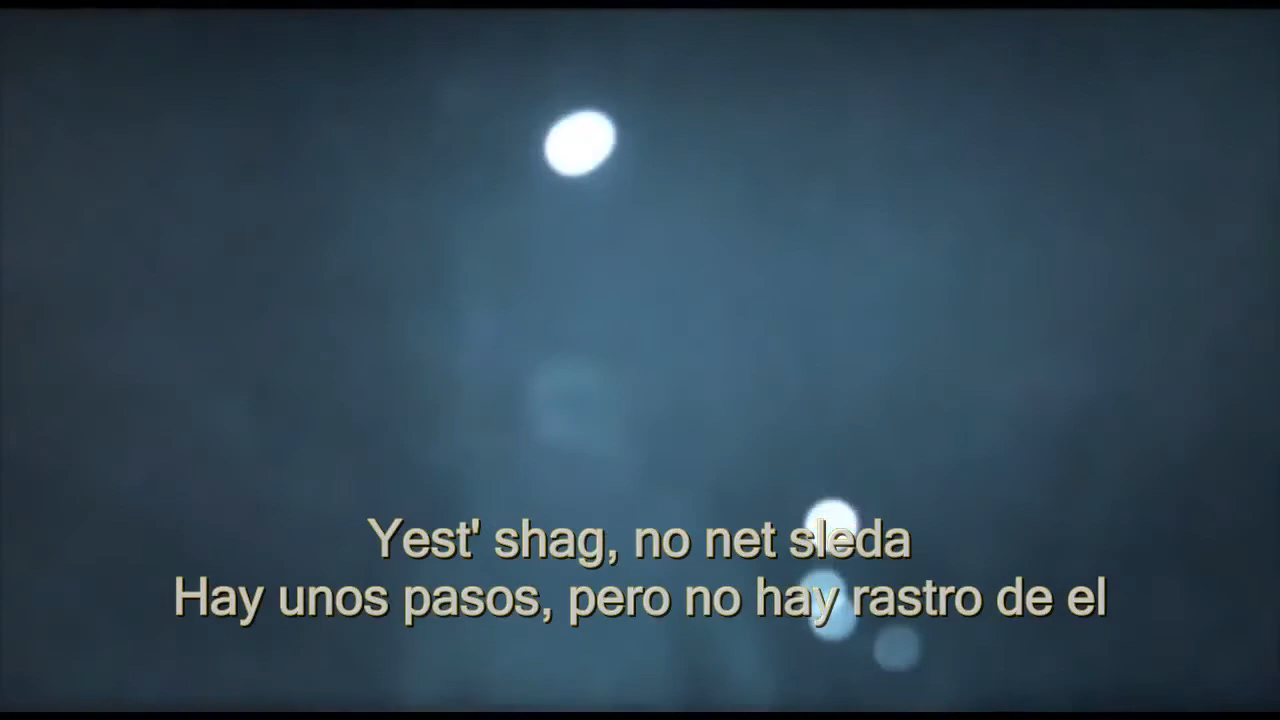 Yest' shag, no net sleda
Hay unos pasos, pero no hay rastro de el